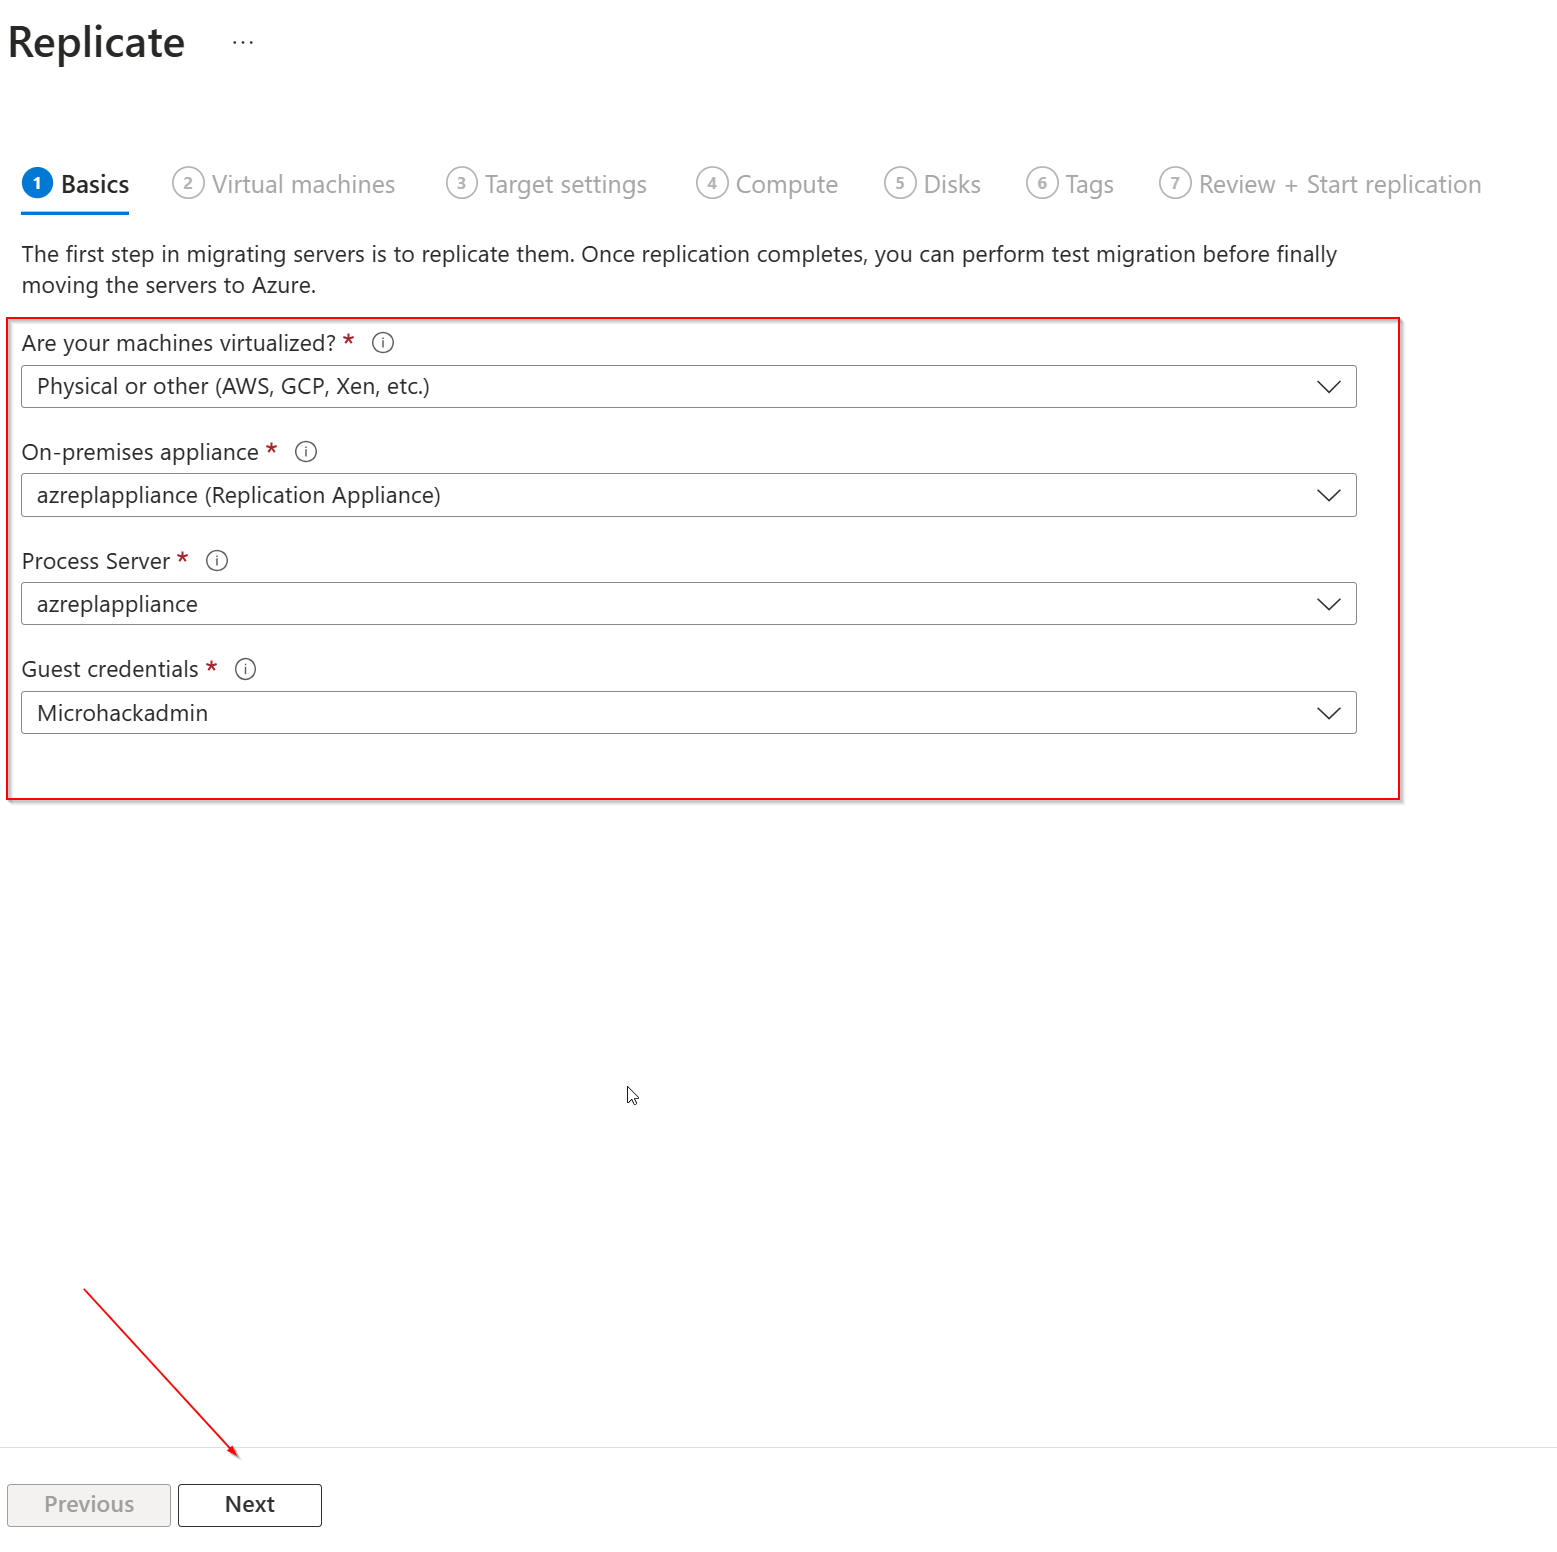 Replicate ...
1 Basics 2 Virtual machines 3 Target settings 4 Compute 5 Disks 6 Tags 7 Review + Start replication
The first step in migrating servers is to replicate them. Once replication completes, you can perform test migration before finally
moving the servers to Azure.
Are your machines virtualized? *
Physical or other (AWS, GCP, Xen, etc.)
On-premises appliance *
azreplappliance (Replication Appliance)
Process Server *
azreplappliance
Guest credentials *
Microhackadmin
Previous Next